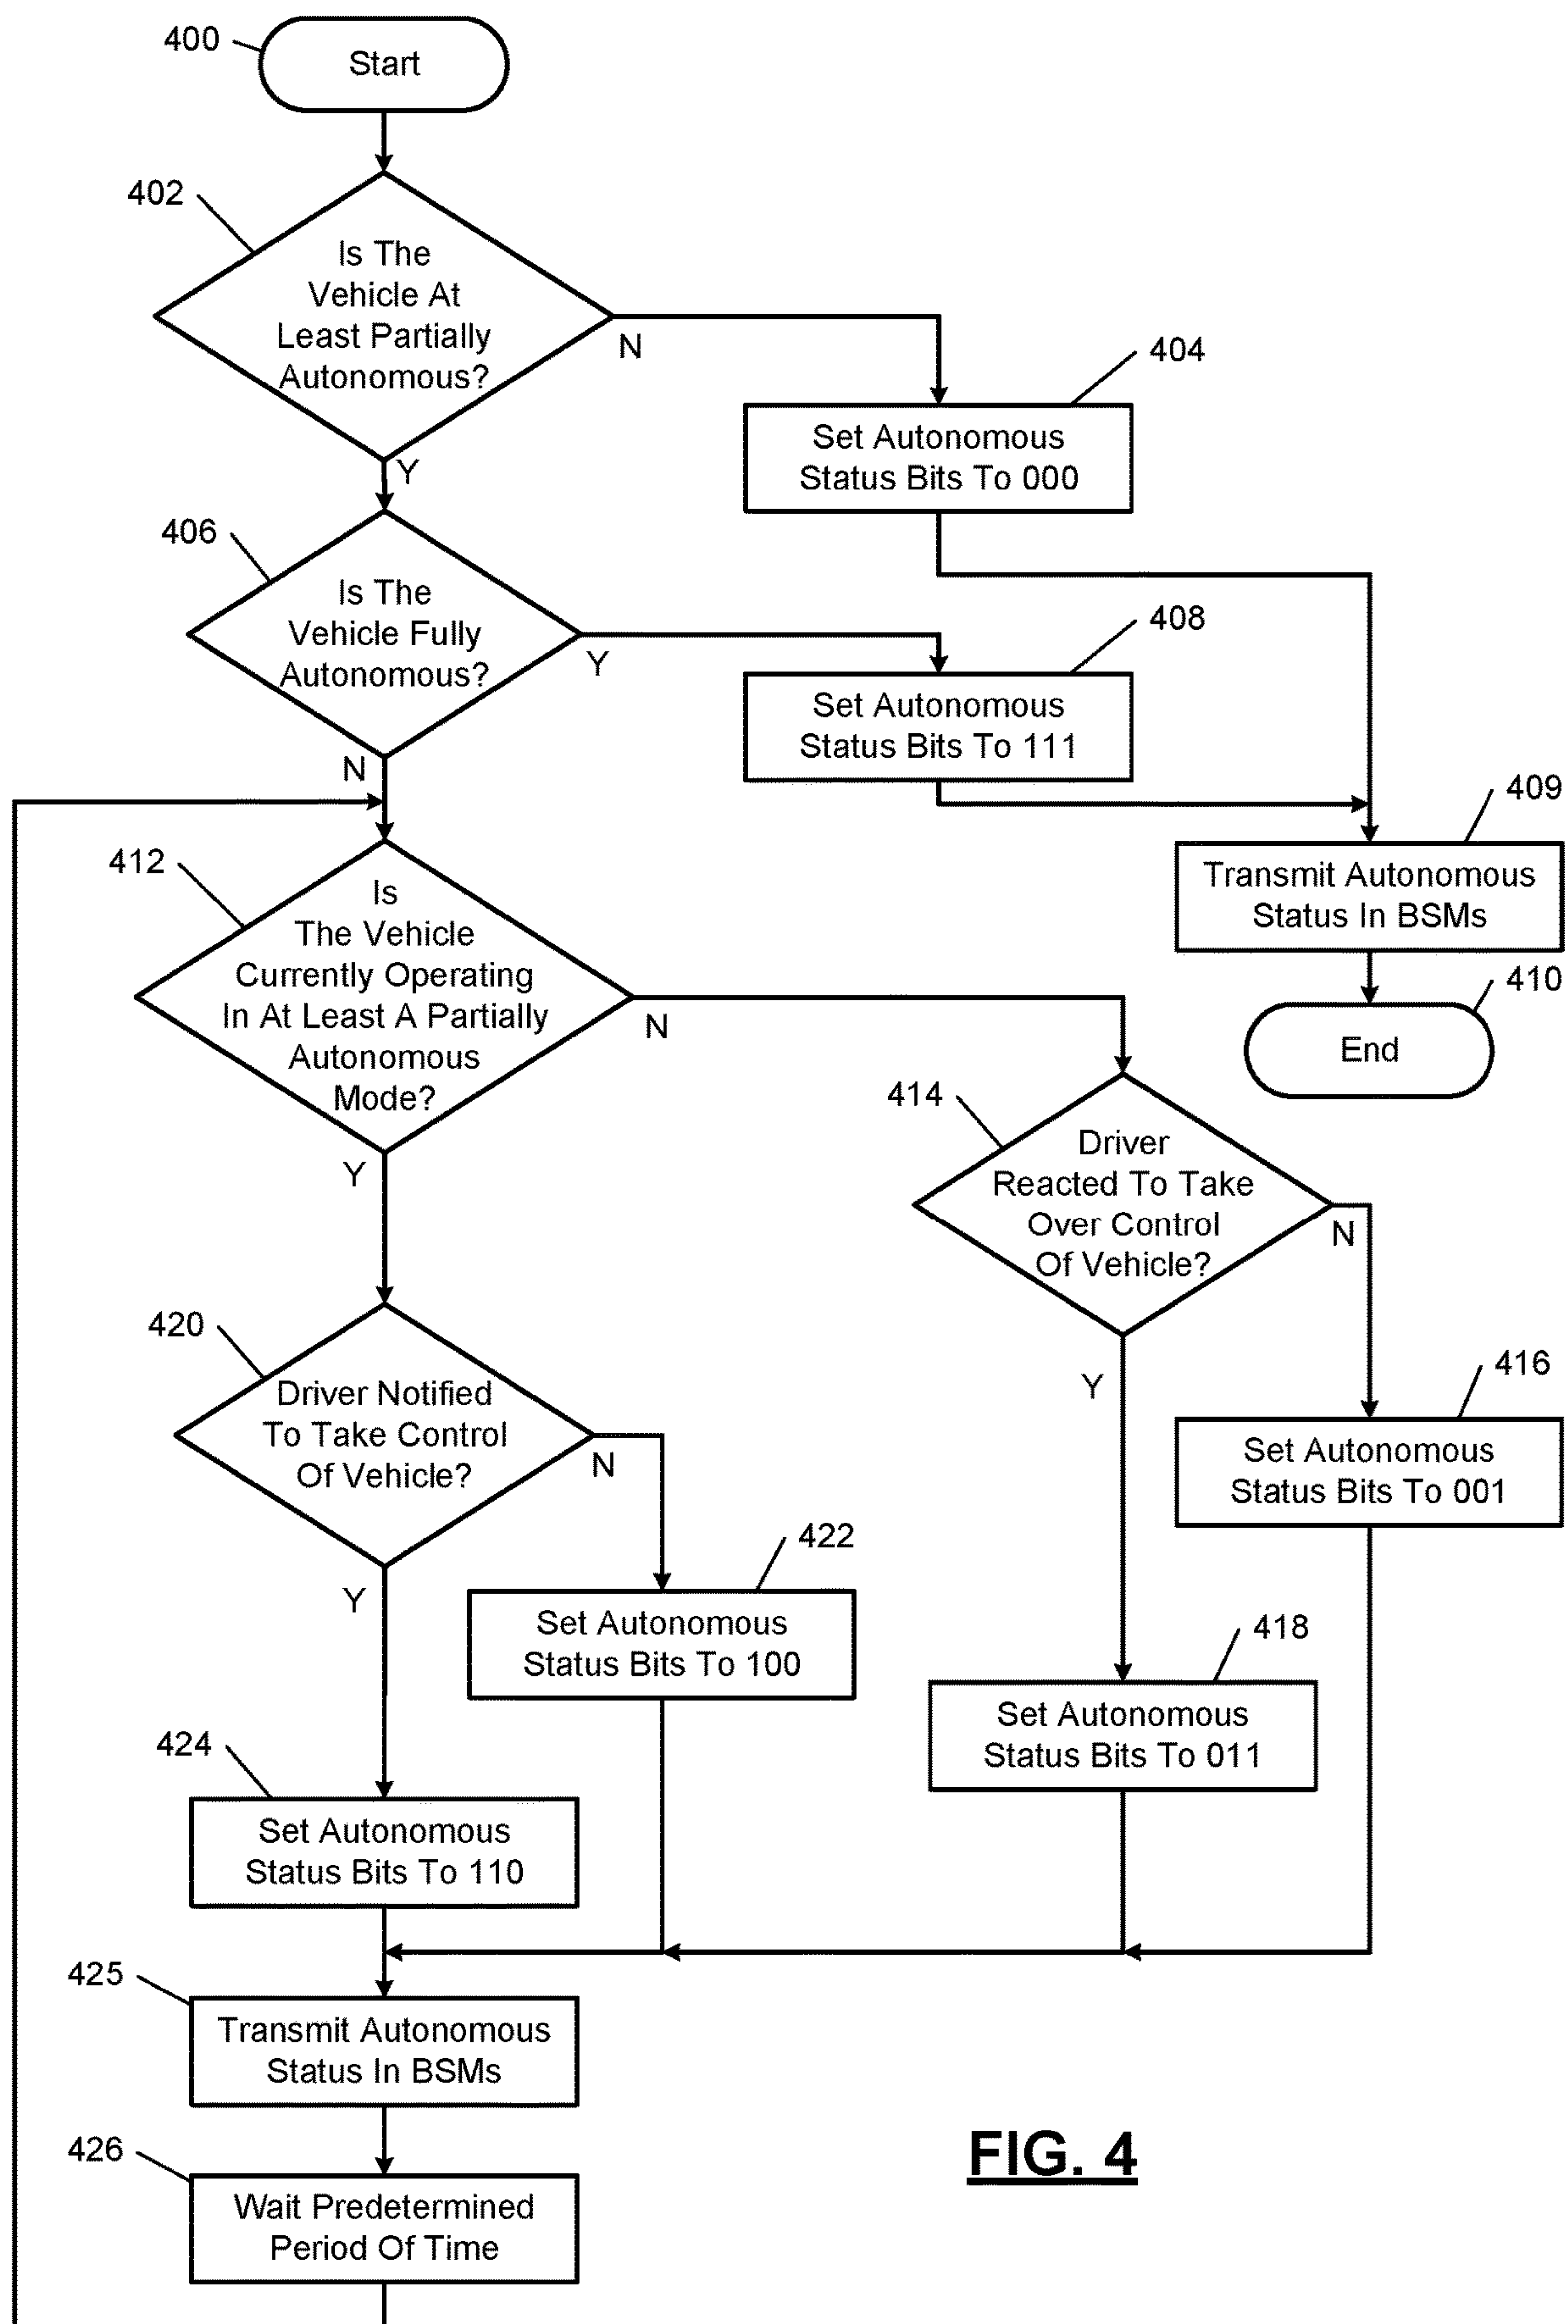 400
Start
402
Is The
Vehicle At
Least Partially
Autonomous?
N
Y
404
Set Autonomous
Status Bits To 000
406
Is The
Vehicle Fully
Autonomous?
Y
N
408
Set Autonomous
Status Bits To 111
409
Transmit Autonomous
Status In BSMs
410
End
412
Is
The Vehicle
Currently Operating
In At Least A Partially
Autonomous
Mode?
N
Y
414
Driver
Reacted To Take
Over Control
Of Vehicle?
N
Y
416
Set Autonomous
Status Bits To 001
418
Set Autonomous
Status Bits To 011
420
Driver Notified
To Take Control
Of Vehicle?
N
Y
422
Set Autonomous
Status Bits To 100
424
Set Autonomous
Status Bits To 110
425
Transmit Autonomous
Status In BSMs
426
Wait Predetermined
Period Of Time
FIG. 4